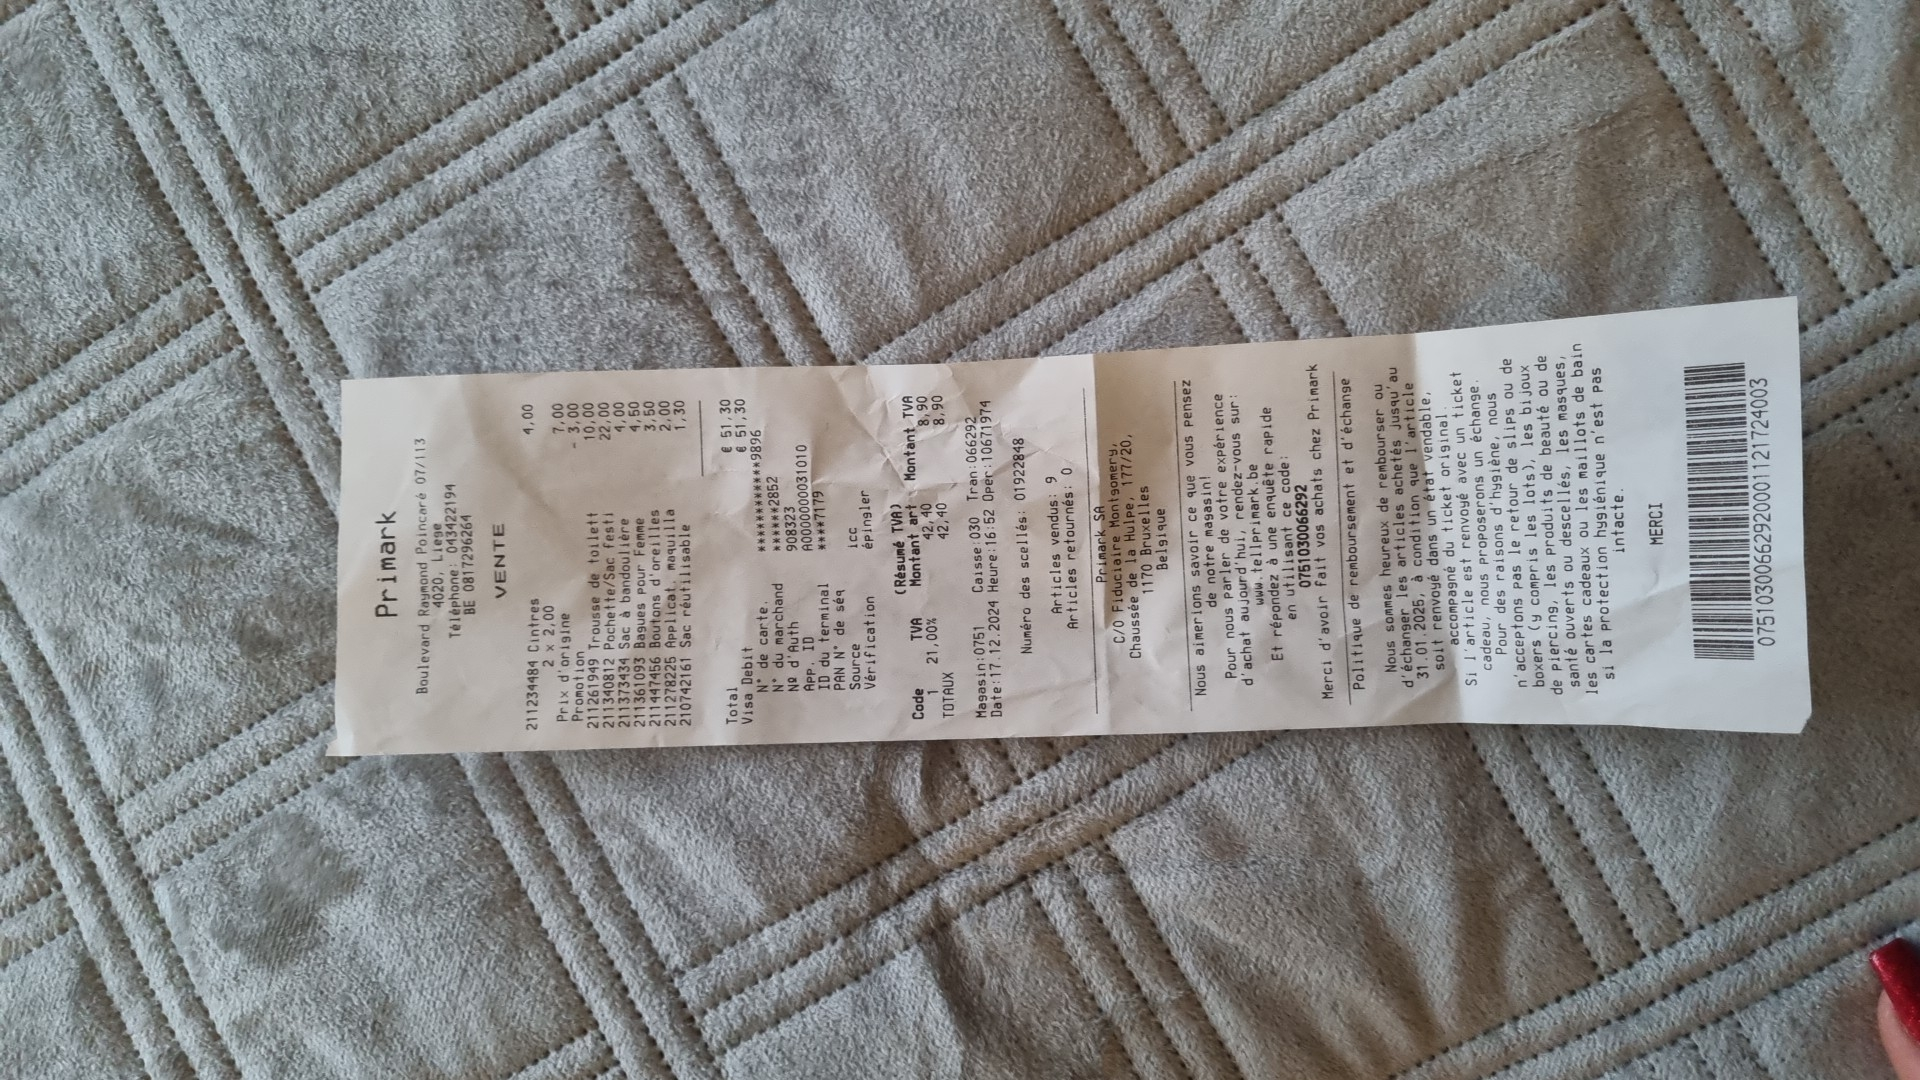 Primark
Boulevard Raymond Poincaré 07/113
4020, Liege
Téléphone: 043422194
BE 0817296264
VENTE
211234484 Cintres 4,00
2 x 2,00
Prix d'origine 7,00
Promotion - 3,00
211261949 Trousse de toilett 10,00
211340812 Pochette/Sac festi 22,00
211373434 Sac à bandoulière 4,00
211361093 Bagues pour Femme 4,50
211447456 Boutons d'oreilles 3,50
211278225 Applicat. maquilla 2,00
210742161 Sac réutilisable 1,30
Total € 51,30
Visa Debit € 51,30
N° de carte. ************9896
N° du marchand ******2852
Nº d'Auth 908323
App. ID A0000000031010
ID du terminal ****7179
PAN N° de séq
Source icc
Vérification épingler
(Résumé TVA)
Code TVA Montant art Montant TVA
1 21,00% 42,40 8,90
TOTAUX 42,40 8,90
Magasin:0751 Caisse:030 Tran:066292
Date:17.12.2024 Heure:16:52 Oper:10671974
Numéro des scellés: 01922848
Articles vendus: 9
Articles retournés: 0
Primark SA
C/O Fiduciaire Montgomery,
Chaussée de la Hulpe, 177/20,
1170 Bruxelles
Belgique
Nous aimerions savoir ce que vous pensez
de notre magasin!
Pour nous parler de votre expérience
d'achat aujourd'hui, rendez-vous sur:
www.tellprimark.be
Et répondez à une enquête rapide
en utilisant ce code:
0751030066292
Merci d'avoir fait vos achats chez Primark
Politique de remboursement et d'échange
Nous sommes heureux de rembourser ou
d'échanger les articles achetés jusqu'au
31.01.2025, à condition que l'article
soit renvoyé dans un état vendable,
accompagné du ticket original.
Si l'article est renvoyé avec un ticket
cadeau, nous proposerons un échange.
Pour des raisons d'hygiène, nous
n'acceptons pas le retour de slips ou de
boxers (y compris les lots), les bijoux
de piercing, les produits de beauté ou de
santé ouverts ou descellés, les masques,
les cartes cadeaux ou les maillots de bain
si la protection hygiénique n'est pas
intacte.
MERCI
07510300662920001121724003